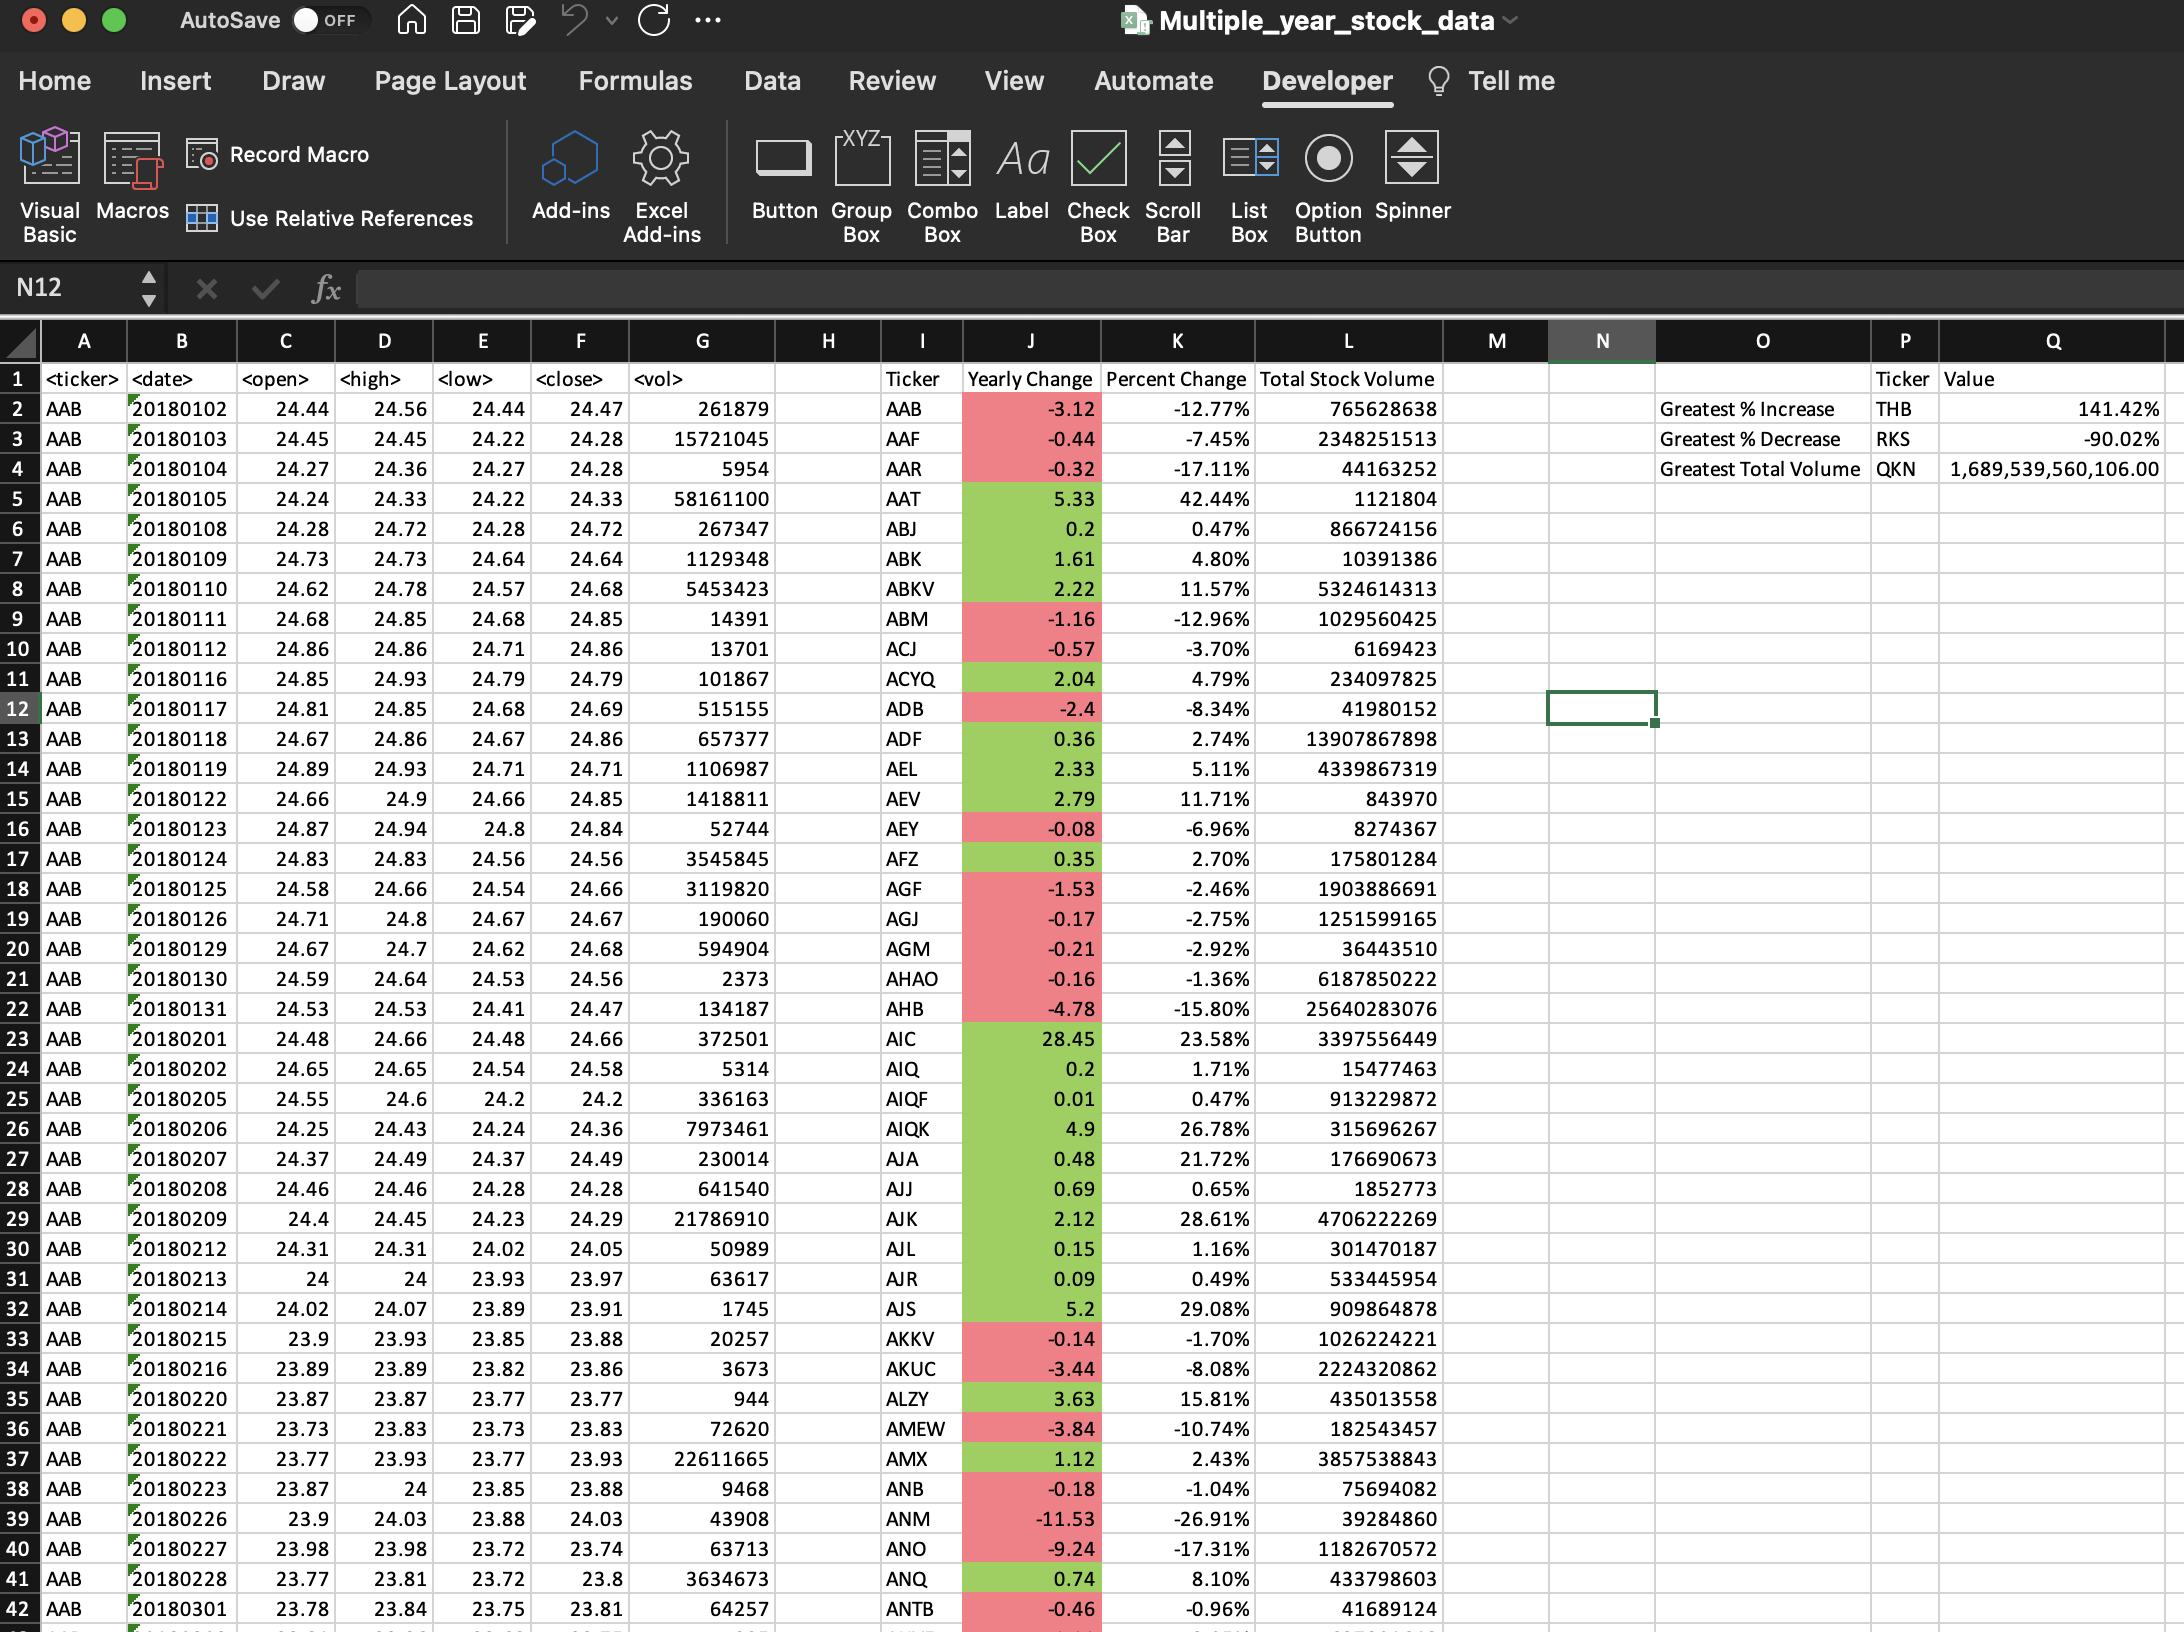 AutoSave OFF Multiple_year_stock_data
Home Insert Draw Page Layout Formulas Data Review View Automate Developer Tell me
Visual Basic Macros Record Macro Use Relative References Add-ins Excel Add-ins Button Group Box Combo Box Label Check Box Scroll Bar List Box Option Button Spinner
XYZ Aa
N12 fx
A B C D E F G H I J K L M N O P Q
1 <ticker> <date> <open> <high> <low> <close> <vol> Ticker Yearly Change Percent Change Total Stock Volume Ticker Value
2 AAB 20180102 24.44 24.56 24.44 24.47 261879 AAB -3.12 -12.77% 765628638 Greatest % Increase THB 141.42%
3 AAB 20180103 24.45 24.45 24.22 24.28 15721045 AAF -0.44 -7.45% 2348251513 Greatest % Decrease RKS -90.02%
4 AAB 20180104 24.27 24.36 24.27 24.28 5954 AAR -0.32 -17.11% 44163252 Greatest Total Volume QKN 1,689,539,560,106.00
5 AAB 20180105 24.24 24.33 24.22 24.33 58161100 AAT 5.33 42.44% 1121804
6 AAB 20180108 24.28 24.72 24.28 24.72 267347 ABJ 0.2 0.47% 866724156
7 AAB 20180109 24.73 24.73 24.64 24.64 1129348 ABK 1.61 4.80% 10391386
8 AAB 20180110 24.62 24.78 24.57 24.68 5453423 ABKV 2.22 11.57% 5324614313
9 AAB 20180111 24.68 24.85 24.68 24.85 14391 ABM -1.16 -12.96% 1029560425
10 AAB 20180112 24.86 24.86 24.71 24.86 13701 ACJ -0.57 -3.70% 6169423
11 AAB 20180116 24.85 24.93 24.79 24.79 101867 ACYQ 2.04 4.79% 234097825
12 AAB 20180117 24.81 24.85 24.68 24.69 515155 ADB -2.4 -8.34% 41980152
13 AAB 20180118 24.67 24.86 24.67 24.86 657377 ADF 0.36 2.74% 13907867898
14 AAB 20180119 24.89 24.93 24.71 24.71 1106987 AEL 2.33 5.11% 4339867319
15 AAB 20180122 24.66 24.9 24.66 24.85 1418811 AEV 2.79 11.71% 843970
16 AAB 20180123 24.87 24.94 24.8 24.84 52744 AEY -0.08 -6.96% 8274367
17 AAB 20180124 24.83 24.83 24.56 24.56 3545845 AFZ 0.35 2.70% 175801284
18 AAB 20180125 24.58 24.66 24.54 24.66 3119820 AGF -1.53 -2.46% 1903886691
19 AAB 20180126 24.71 24.8 24.67 24.67 190060 AGJ -0.17 -2.75% 1251599165
20 AAB 20180129 24.67 24.7 24.62 24.68 594904 AGM -0.21 -2.92% 36443510
21 AAB 20180130 24.59 24.64 24.53 24.56 2373 AHAO -0.16 -1.36% 6187850222
22 AAB 20180131 24.53 24.53 24.41 24.47 134187 AHB -4.78 -15.80% 25640283076
23 AAB 20180201 24.48 24.66 24.48 24.66 372501 AIC 28.45 23.58% 3397556449
24 AAB 20180202 24.65 24.65 24.54 24.58 5314 AIQ 0.2 1.71% 15477463
25 AAB 20180205 24.55 24.6 24.2 24.2 336163 AIQF 0.01 0.47% 913229872
26 AAB 20180206 24.25 24.43 24.24 24.36 7973461 AIQK 4.9 26.78% 315696267
27 AAB 20180207 24.37 24.49 24.37 24.49 230014 AJA 0.48 21.72% 176690673
28 AAB 20180208 24.46 24.46 24.28 24.28 641540 AJJ 0.69 0.65% 1852773
29 AAB 20180209 24.4 24.45 24.23 24.29 21786910 AJK 2.12 28.61% 4706222269
30 AAB 20180212 24.31 24.31 24.02 24.05 50989 AJL 0.15 1.16% 301470187
31 AAB 20180213 24 24 23.93 23.97 63617 AJR 0.09 0.49% 533445954
32 AAB 20180214 24.02 24.07 23.89 23.91 1745 AJS 5.2 29.08% 909864878
33 AAB 20180215 23.9 23.93 23.85 23.88 20257 AKKV -0.14 -1.70% 1026224221
34 AAB 20180216 23.89 23.89 23.82 23.86 3673 AKUC -3.44 -8.08% 2224320862
35 AAB 20180220 23.87 23.87 23.77 23.77 944 ALZY 3.63 15.81% 435013558
36 AAB 20180221 23.73 23.83 23.73 23.83 72620 AMEW -3.84 -10.74% 182543457
37 AAB 20180222 23.77 23.93 23.77 23.93 22611665 AMX 1.12 2.43% 3857538843
38 AAB 20180223 23.87 24 23.85 23.88 9468 ANB -0.18 -1.04% 75694082
39 AAB 20180226 23.9 24.03 23.88 24.03 43908 ANM -11.53 -26.91% 39284860
40 AAB 20180227 23.98 23.98 23.72 23.74 63713 ANO -9.24 -17.31% 1182670572
41 AAB 20180228 23.77 23.81 23.72 23.8 3634673 ANQ 0.74 8.10% 433798603
42 AAB 20180301 23.78 23.84 23.75 23.81 64257 ANTB -0.46 -0.96% 41689124